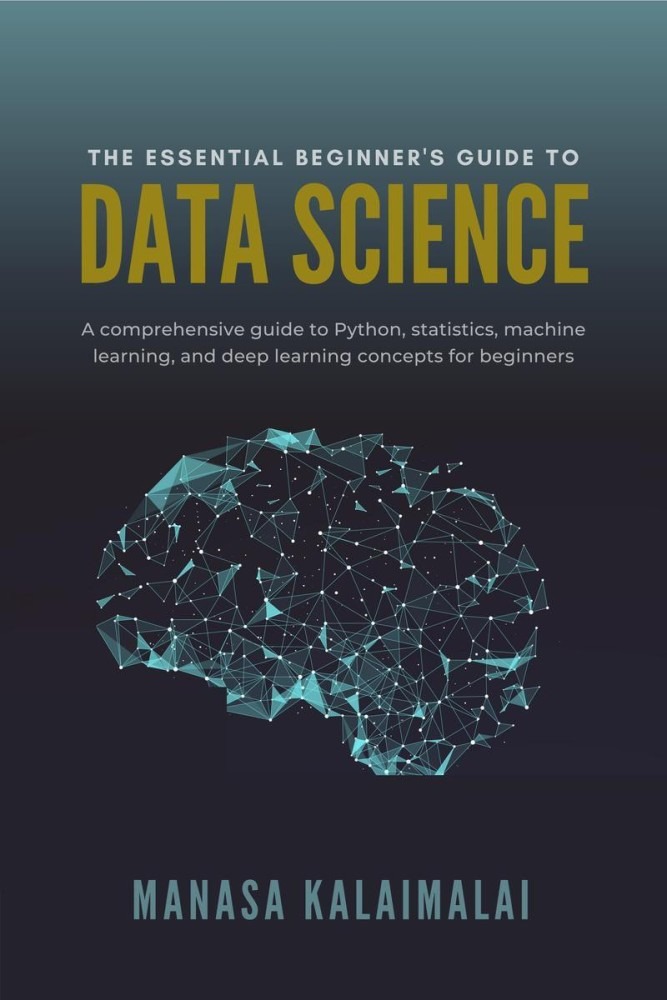 THE ESSENTIAL BEGINNER'S GUIDE TO
DATA SCIENCE
A comprehensive guide to Python, statistics, machine
learning, and deep learning concepts for beginners
MANASA KALAIMALAI